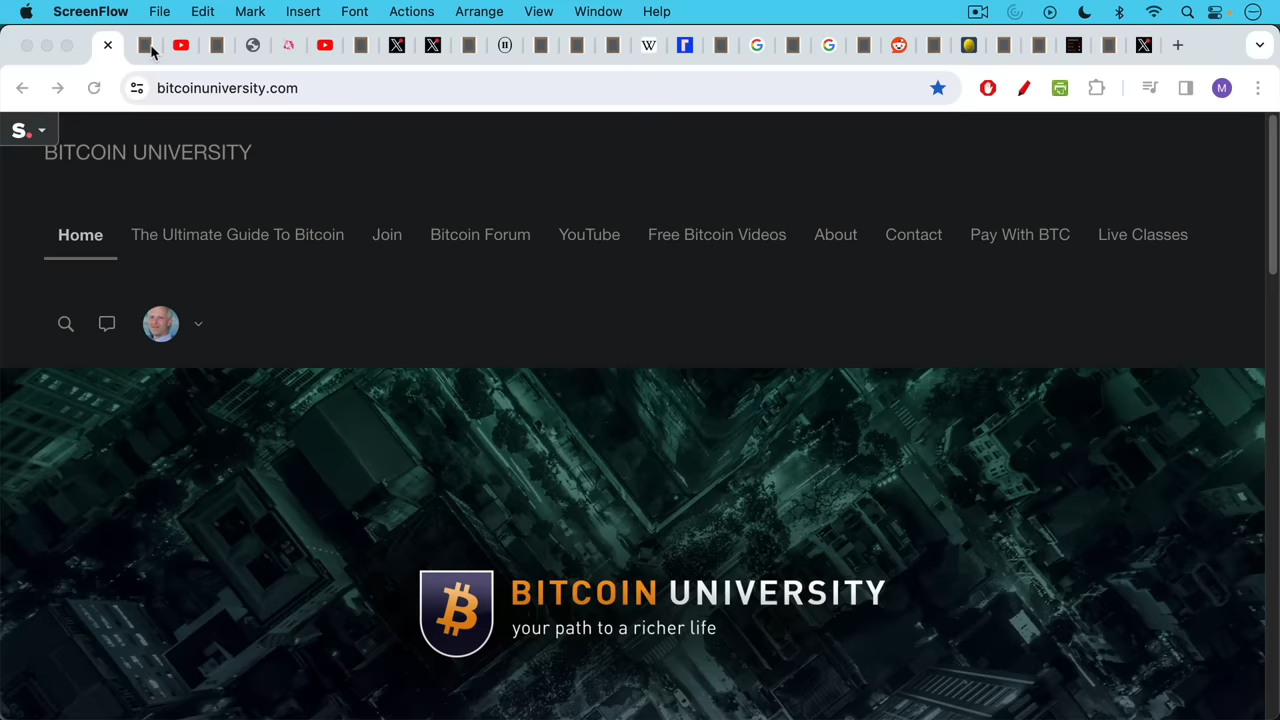 ScreenFlow File Edit Mark Insert Font Actions Arrange View Window Help
bitcoinuniversity.com
M
S.
BITCOIN UNIVERSITY
Home The Ultimate Guide To Bitcoin Join Bitcoin Forum YouTube Free Bitcoin Videos About Contact Pay With BTC Live Classes
BITCOIN UNIVERSITY
your path to a richer life